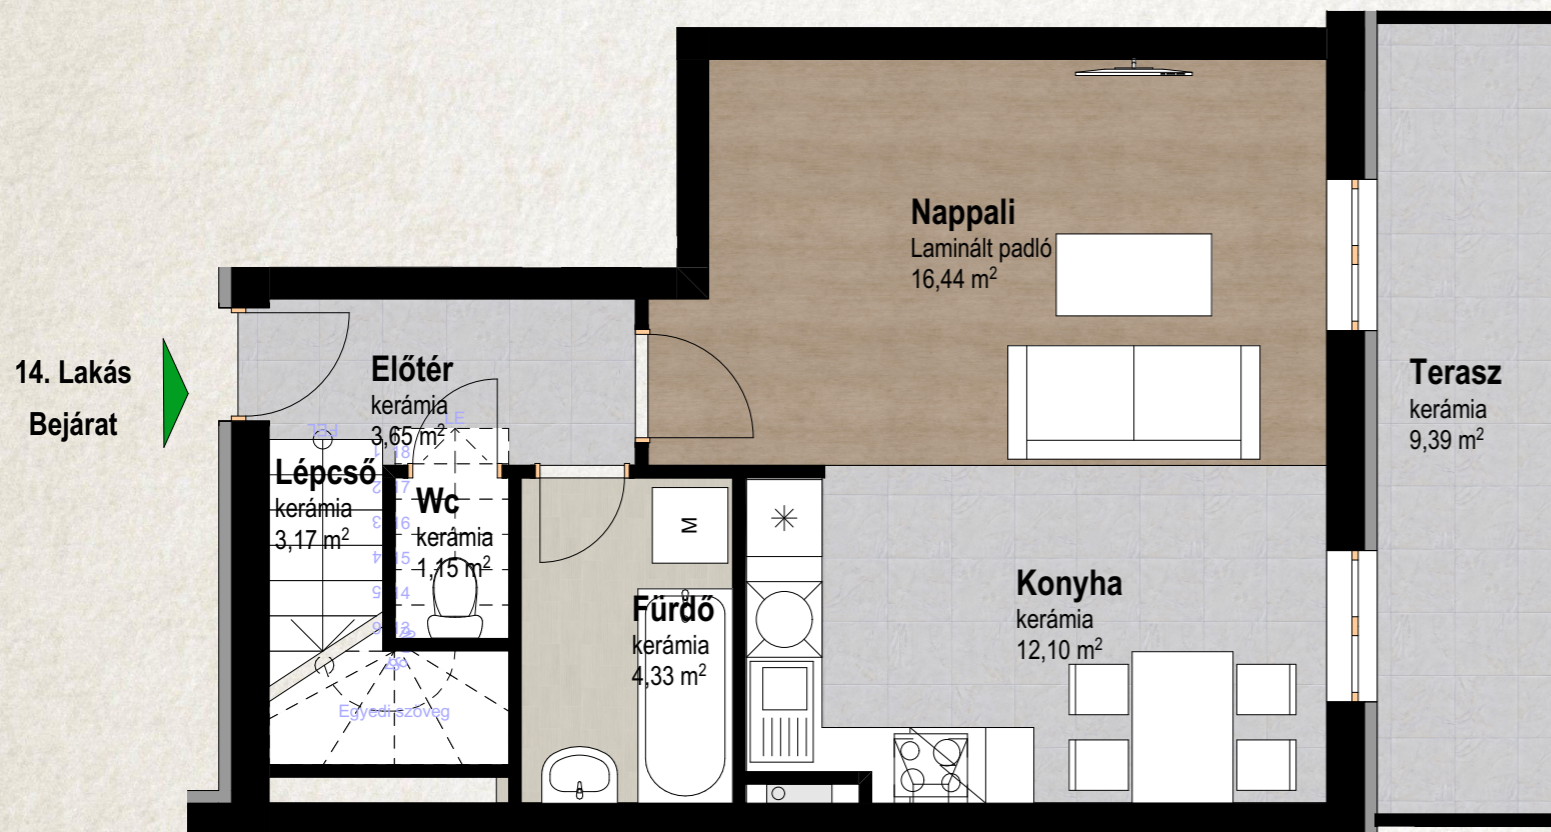 Nappali
Laminált padló
16,44 m²
14. Lakás
Bejárat
Előtér
kerámia
3,65 m²
Terasz
kerámia
9,39 m²
Lépcső
kerámia
3,17 m²
Wc
kerámia
1,15 m²
M
Konyha
kerámia
12,10 m²
Fürdő
kerámia
4,33 m²
Egyedi szöveg
FEL
LE